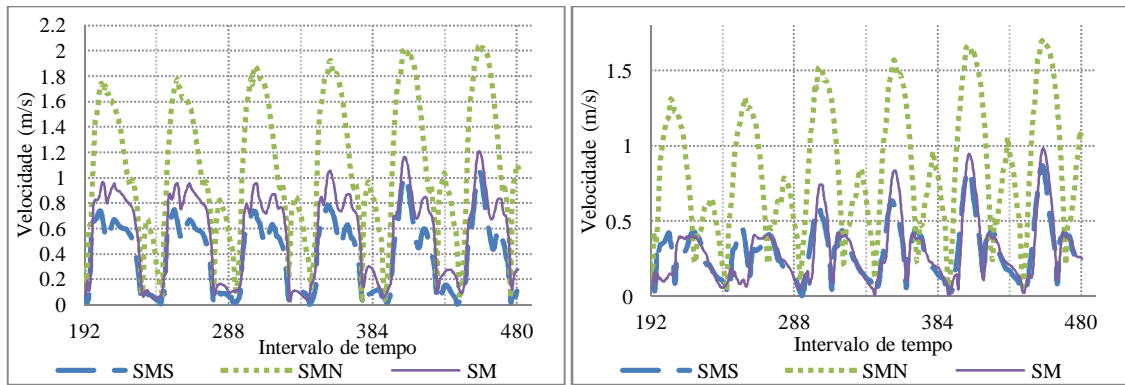 Velocidade (m/s)
2.2
2
1.8
1.6
1.4
1.2
1
0.8
0.6
0.4
0.2
0
192 288 384 480
Intervalo de tempo
SMS SMN SM
Velocidade (m/s)
1.5
1
0.5
0
192 288 384 480
Intervalo de tempo
SMS SMN SM